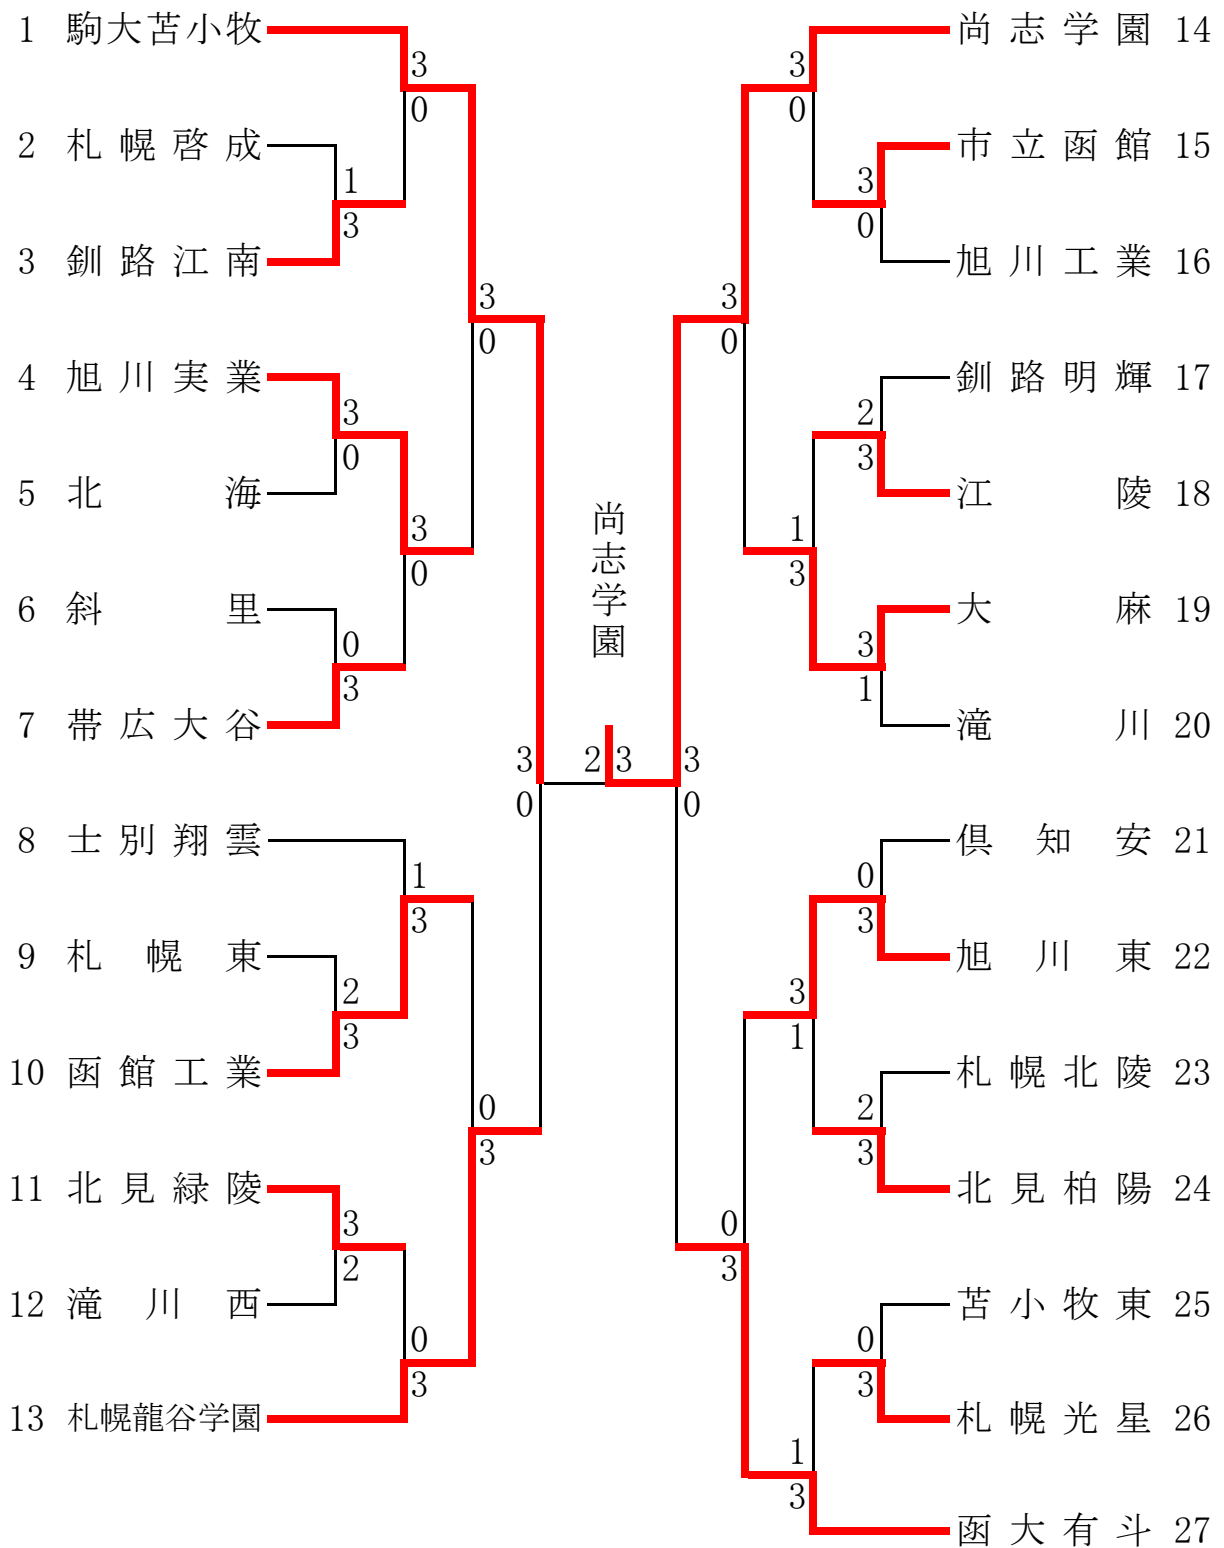 1 駒大苫小牧
2 札幌啓成
3 釧路江南
4 旭川実業
5 北海
6 斜里
7 帯広大谷
8 士別翔雲
9 札幌東
10 函館工業
11 北見緑陵
12 滝川西
13 札幌龍谷学園
3
0
1
3
3
0
3
0
3
0
0
3
3
0
1
3
2
3
0
3
3
2
0
3
尚志学園
2 3
3
0
3
0
3
0
3
0
2
3
1
3
3
1
0
3
3
1
2
3
0
3
0
3
1
3
尚志学園 14
市立函館 15
旭川工業 16
釧路明輝 17
江陵 18
大麻 19
滝川 20
倶知安 21
旭川東 22
札幌北陵 23
北見柏陽 24
苫小牧東 25
札幌光星 26
函大有斗 27